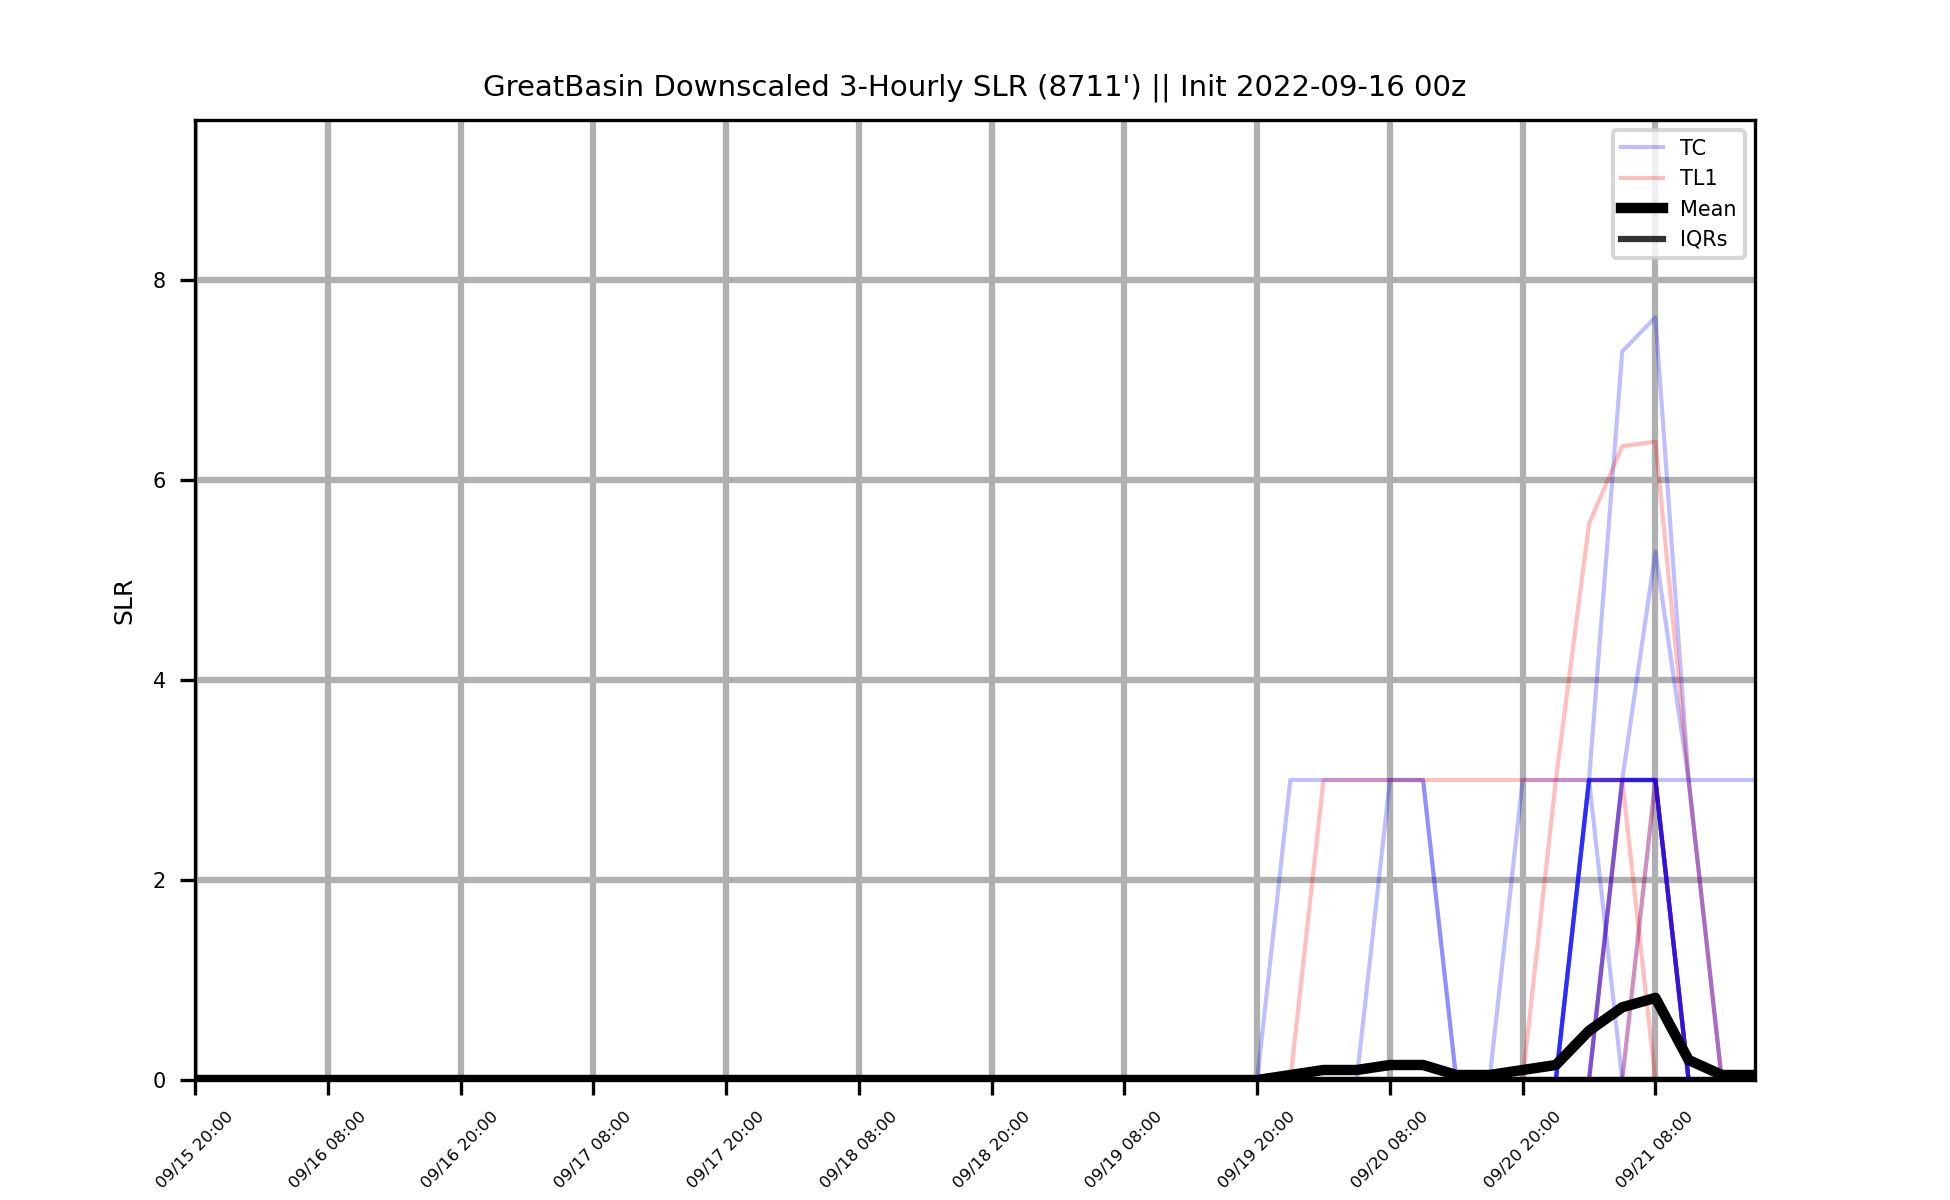 GreatBasin Downscaled 3-Hourly SLR (8711') || Init 2022-09-16 00z
TC
TL1
Mean
IQRs
8
6
4
2
0
SLR
09/15 20:00
09/16 08:00
09/16 20:00
09/17 08:00
09/17 20:00
09/18 08:00
09/18 20:00
09/19 08:00
09/19 20:00
09/20 08:00
09/20 20:00
09/21 08:00